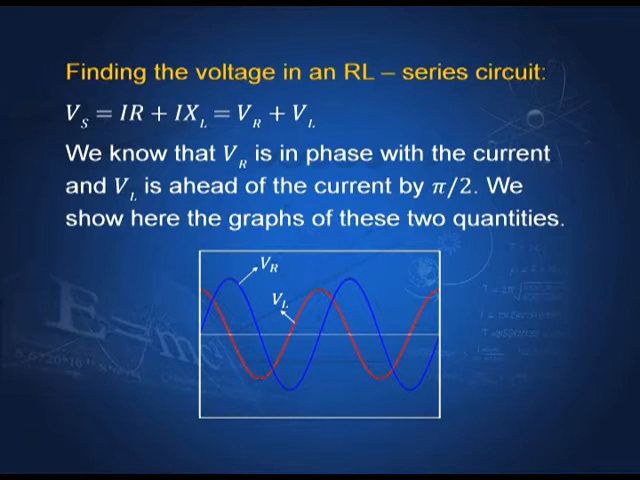 Finding the voltage in an RL – series circuit:
V_S = IR + IX_L = V_R + V_L
We know that V_R is in phase with the current
and V_L is ahead of the current by π/2. We
show here the graphs of these two quantities.
V_R
V_L
E=mc²